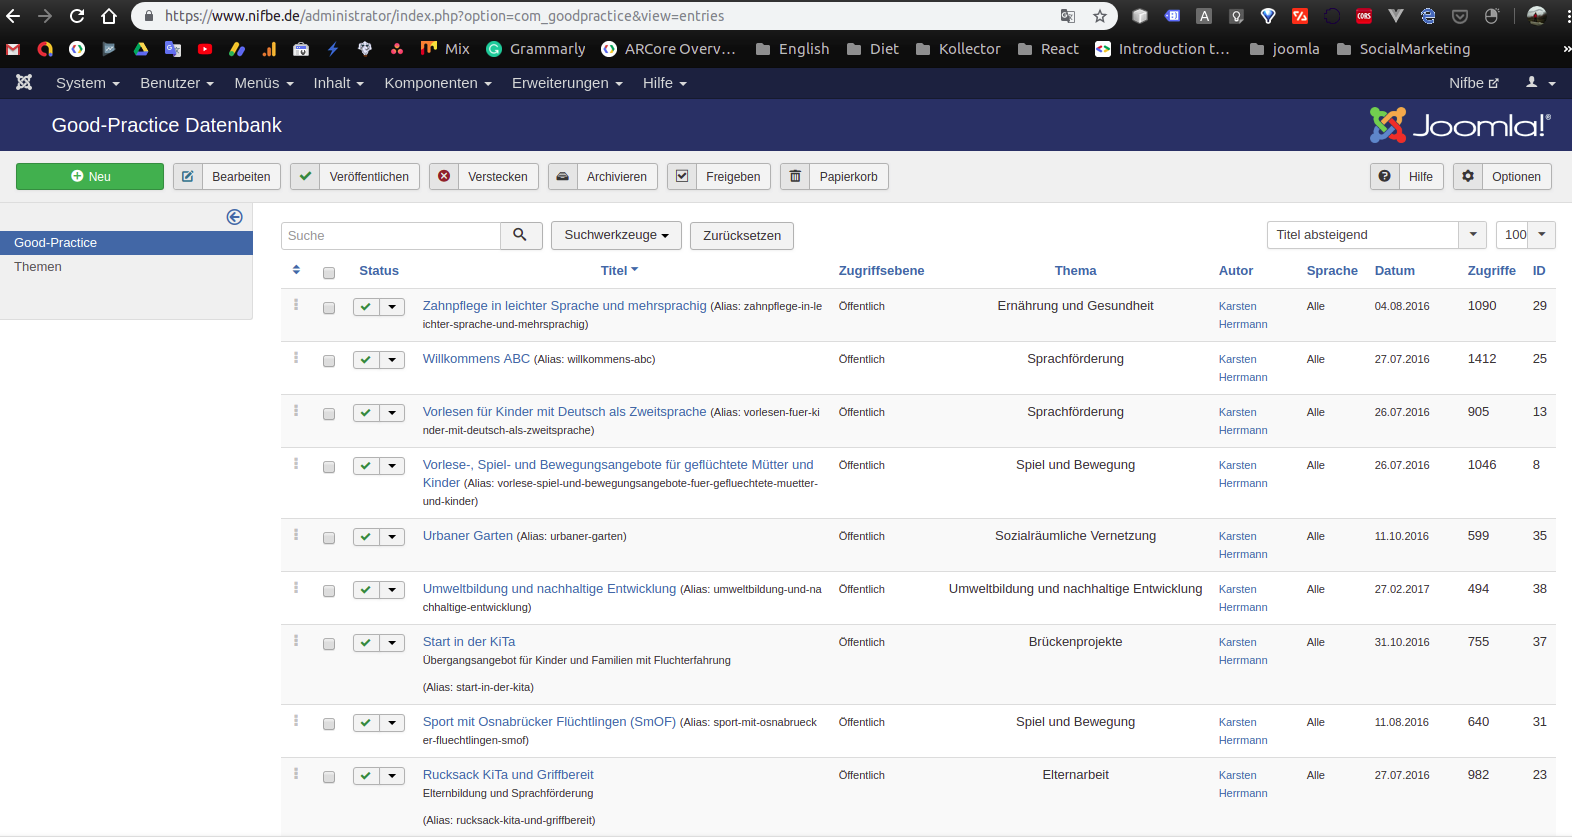 https://www.nifbe.de/administrator/index.php?option=com_goodpractice&view=entries
Mix
Grammarly
ARCore Overv...
English
Diet
Kollector
React
Introduction t...
joomla
SocialMarketing
»
System
Benutzer
Menüs
Inhalt
Komponenten
Erweiterungen
Hilfe
Nifbe
Good-Practice Datenbank
Joomla!®
Neu
Bearbeiten
Veröffentlichen
Verstecken
Archivieren
Freigeben
Papierkorb
Hilfe
Optionen
Good-Practice
Themen
Suche
Suchwerkzeuge
Zurücksetzen
Titel absteigend
100
Status Titel Zugriffsebene Thema Autor Sprache Datum Zugriffe ID
Zahnpflege in leichter Sprache und mehrsprachig (Alias: zahnpflege-in-le Öffentlich Ernährung und Gesundheit Karsten Alle 04.08.2016 1090 29
ichter-sprache-und-mehrsprachig) Herrmann
Willkommens ABC (Alias: willkommens-abc) Öffentlich Sprachförderung Karsten Alle 27.07.2016 1412 25
Herrmann
Vorlesen für Kinder mit Deutsch als Zweitsprache (Alias: vorlesen-fuer-ki Öffentlich Sprachförderung Karsten Alle 26.07.2016 905 13
nder-mit-deutsch-als-zweitsprache) Herrmann
Vorlese-, Spiel- und Bewegungsangebote für geflüchtete Mütter und Öffentlich Spiel und Bewegung Karsten Alle 26.07.2016 1046 8
Kinder (Alias: vorlese-spiel-und-bewegungsangebote-fuer-gefluechtete-muetter- Herrmann
und-kinder)
Urbaner Garten (Alias: urbaner-garten) Öffentlich Sozialräumliche Vernetzung Karsten Alle 11.10.2016 599 35
Herrmann
Umweltbildung und nachhaltige Entwicklung (Alias: umweltbildung-und-na Öffentlich Umweltbildung und nachhaltige Entwicklung Karsten Alle 27.02.2017 494 38
chhaltige-entwicklung) Herrmann
Start in der KiTa Öffentlich Brückenprojekte Karsten Alle 31.10.2016 755 37
Übergangsangebot für Kinder und Familien mit Fluchterfahrung Herrmann
(Alias: start-in-der-kita)
Sport mit Osnabrücker Flüchtlingen (SmOF) (Alias: sport-mit-osnabrueck Öffentlich Spiel und Bewegung Karsten Alle 11.08.2016 640 31
er-fluechtlingen-smof) Herrmann
Rucksack KiTa und Griffbereit Öffentlich Elternarbeit Karsten Alle 27.07.2016 982 23
Elternbildung und Sprachförderung Herrmann
(Alias: rucksack-kita-und-griffbereit)